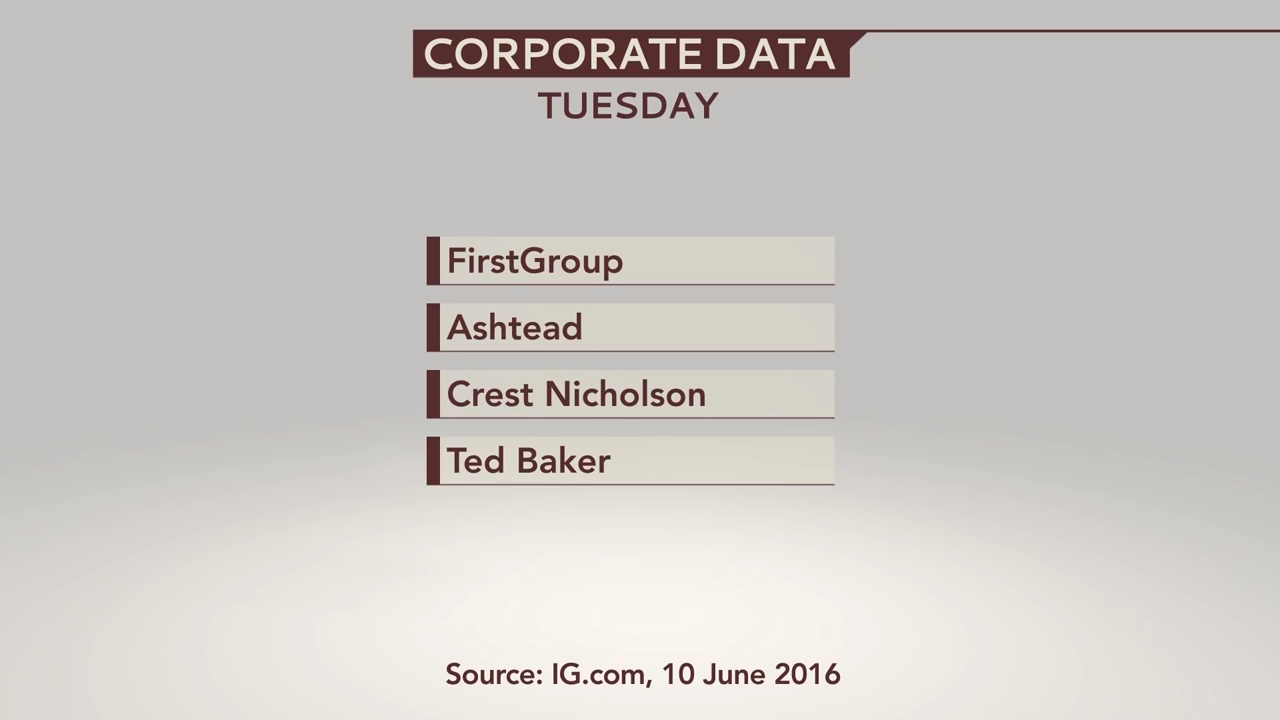 CORPORATE DATA
TUESDAY
FirstGroup
Ashtead
Crest Nicholson
Ted Baker
Source: IG.com, 10 June 2016